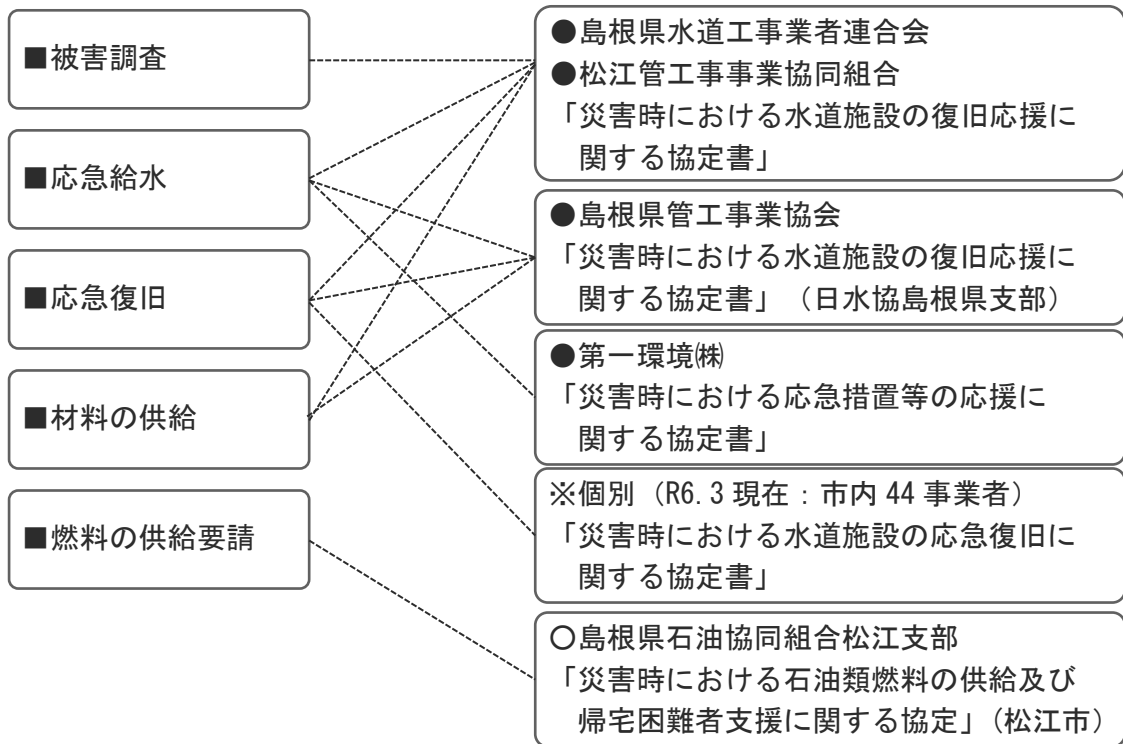 ■被害調査
■応急給水
■応急復旧
■材料の供給
■燃料の供給要請
●島根県水道工事業者連合会
●松江管工事事業協同組合
「災害時における水道施設の復旧応援に
関する協定書」
●島根県管工事業協会
「災害時における水道施設の復旧応援に
関する協定書」（日水協島根県支部）
●第一環境㈱
「災害時における応急措置等の応援に
関する協定書」
※個別（R6.3 現在：市内 44 事業者）
「災害時における水道施設の応急復旧に
関する協定書」
○島根県石油協同組合松江支部
「災害時における石油類燃料の供給及び
帰宅困難者支援に関する協定」（松江市）